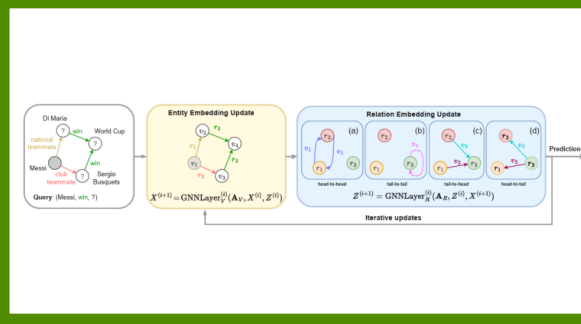 Di Maria
World Cup
win
national
teammate
Messi
win
club
teammate
Sergio
Busquets
Query: (Messi, win, ?)
Entity Embedding Update
r₃
v₂
v₄
r₁
r₃
v₁
r₂
v₃
X^(i+1) = GNNLayer_V^(i)(A_V, X^(i), Z^(i))
Relation Embedding Update
(a) (b) (c) (d)
head-to-head tail-to-tail tail-to-head head-to-tail
Z^(i+1) = GNNLayer_R^(i)(A_R, Z^(i), X^(i+1))
Prediction
Iterative updates